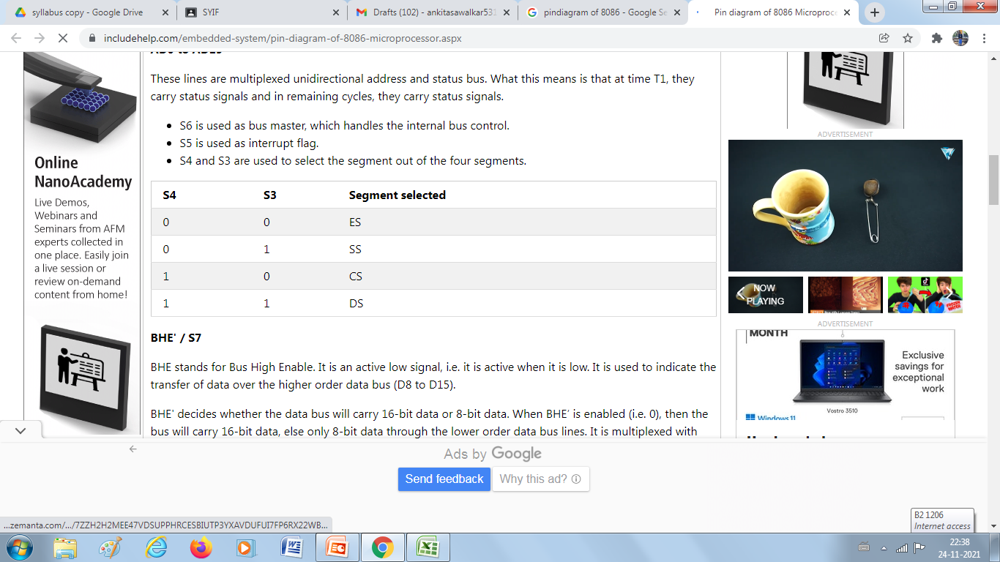 syllabus copy - Google Drive
SYIF
Drafts (102) - ankitasawalkar531
pindiagram of 8086 - Google Se
Pin diagram of 8086 Microproce
includehelp.com/embedded-system/pin-diagram-of-8086-microprocessor.aspx
These lines are multiplexed unidirectional address and status bus. What this means is that at time T1, they
carry status signals and in remaining cycles, they carry status signals.
S6 is used as bus master, which handles the internal bus control.
S5 is used as interrupt flag.
S4 and S3 are used to select the segment out of the four segments.
S4 S3 Segment selected
0 0 ES
0 1 SS
1 0 CS
1 1 DS
BHE' / S7
BHE stands for Bus High Enable. It is an active low signal, i.e. it is active when it is low. It is used to indicate the
transfer of data over the higher order data bus (D8 to D15).
BHE' decides whether the data bus will carry 16-bit data or 8-bit data. When BHE’ is enabled (i.e. 0), then the
bus will carry 16-bit data, else only 8-bit data through the lower order data bus lines. It is multiplexed with
Online
NanoAcademy
Live Demos,
Webinars and
Seminars from AFM
experts collected in
one place. Easily join
a live session or
review on-demand
content from home!
ADVERTISEMENT
NOW
PLAYING
ADVERTISEMENT
MONTH
Exclusive
savings for
exceptional
work
Vostro 3510
Windows 11
Ads by Google
Send feedback
Why this ad?
...zemanta.com/.../7ZZH2H2MEE47VDSUPPHRCESBIUTP3YXAVDUFUI7FP6RX22WB...
B2 1206
Internet access
22:38
24-11-2021